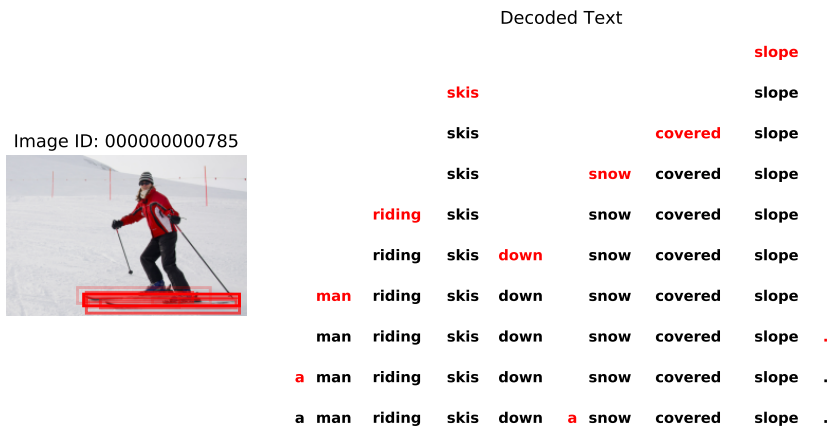 Decoded Text
slope
skis slope
Image ID: 000000000785
skis covered slope
skis snow covered slope
riding skis snow covered slope
riding skis down snow covered slope
man riding skis down snow covered slope
man riding skis down snow covered slope .
a man riding skis down snow covered slope .
a man riding skis down a snow covered slope .